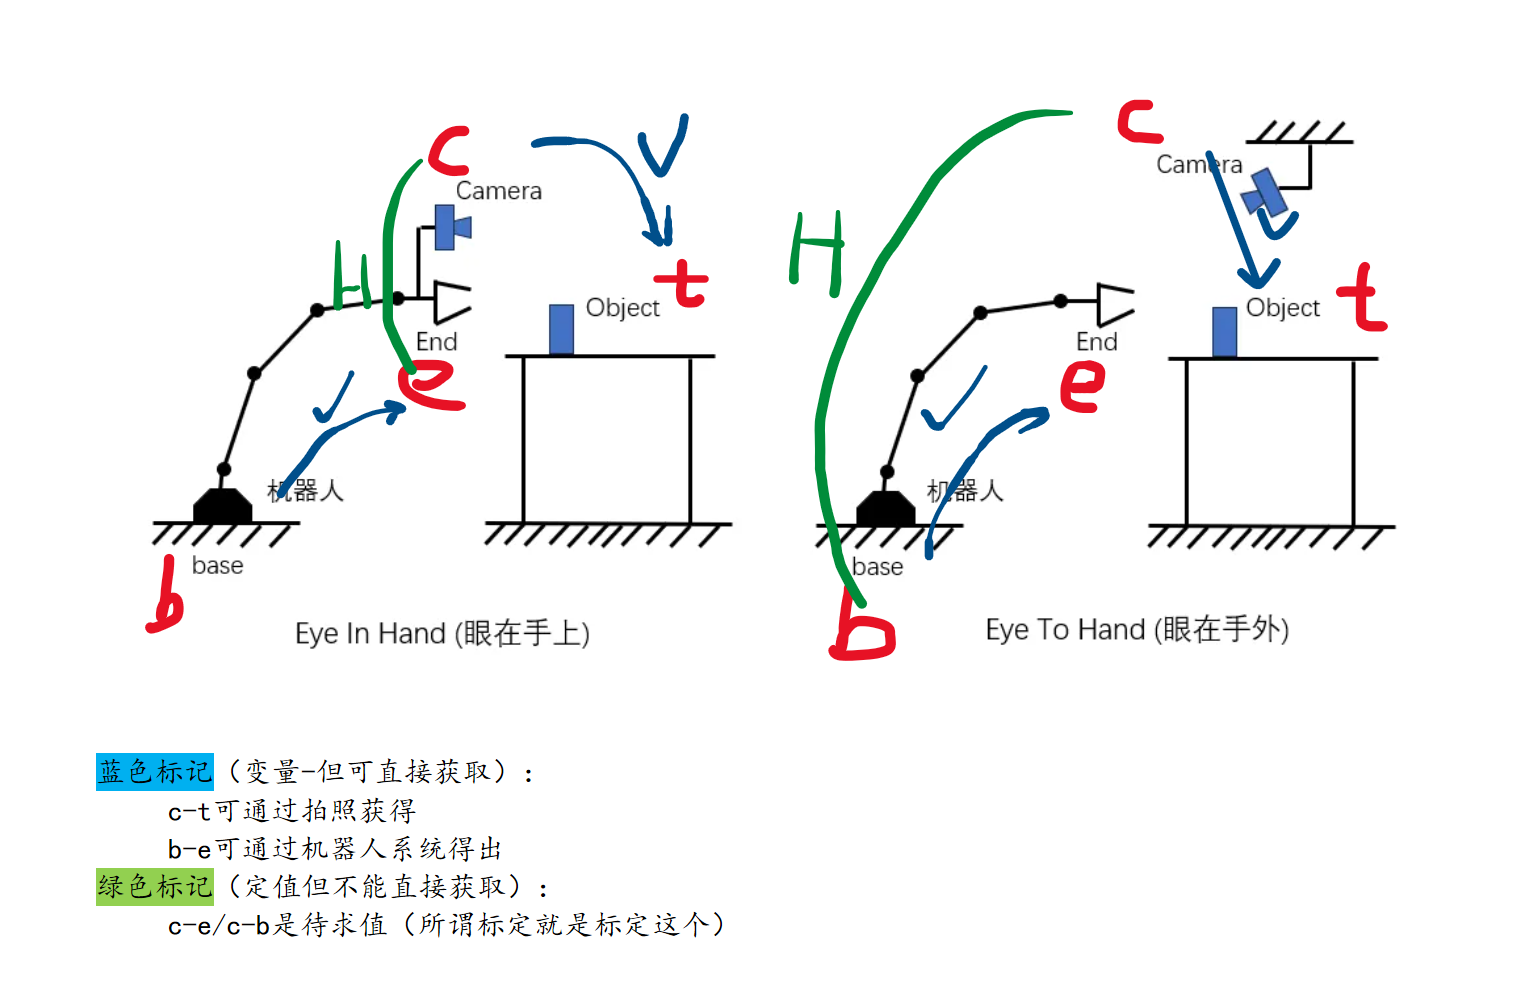 c
Camera
V
H
t
Object
End
e
机器人
base
b
Eye In Hand (眼在手上)
c
Camera
H
t
Object
End
e
机器人
base
b
Eye To Hand (眼在手外)
蓝色标记（变量-但可直接获取）：
c-t可通过拍照获得
b-e可通过机器人系统得出
绿色标记（定值但不能直接获取）：
c-e/c-b是待求值（所谓标定就是标定这个）